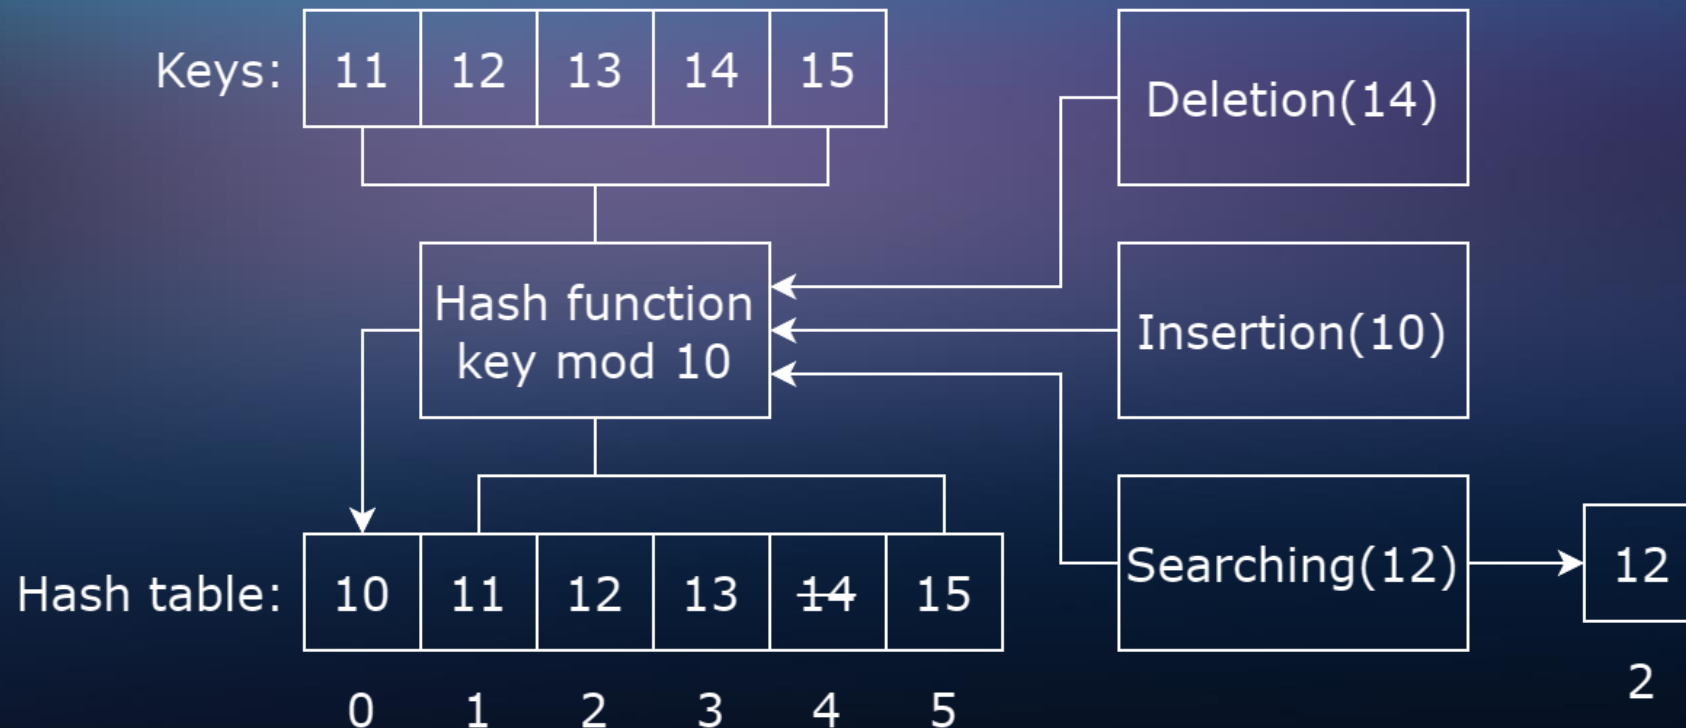 Keys: 11 12 13 14 15
Deletion(14)
Hash function
key mod 10
Insertion(10)
Searching(12)
12
2
Hash table: 10 11 12 13 14 15
0 1 2 3 4 5